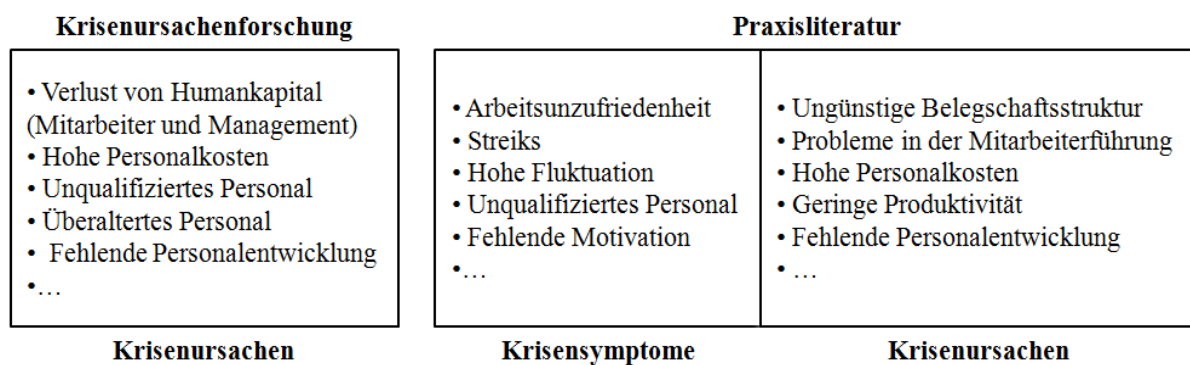 Krisenursachenforschung
• Verlust von Humankapital
(Mitarbeiter und Management)
• Hohe Personalkosten
• Unqualifiziertes Personal
• Überaltertes Personal
• Fehlende Personalentwicklung
•…
Krisenursachen
Praxisliteratur
• Arbeitsunzufriedenheit
• Streiks
• Hohe Fluktuation
• Unqualifiziertes Personal
• Fehlende Motivation
•…
Krisensymptome
• Ungünstige Belegschaftsstruktur
• Probleme in der Mitarbeiterführung
• Hohe Personalkosten
• Geringe Produktivität
• Fehlende Personalentwicklung
• …
Krisenursachen